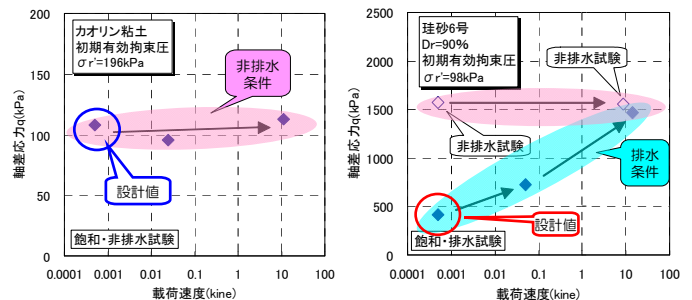 カオリン粘土
初期有効拘束圧
σr'=196kPa
非排水
条件
設計値
飽和・非排水試験
軸差応力q(kPa)
200
150
100
50
0
0.0001
0.001
0.01
0.1
1
10
100
載荷速度(kine)
珪砂6号
Dr=90%
初期有効拘束圧
σr'=98kPa
非排水試験
非排水試験
排水
条件
設計値
飽和・排水試験
軸差応力q(kPa)
2500
2000
1500
1000
500
0
0.0001
0.001
0.01
0.1
1
10
100
載荷速度(kine)